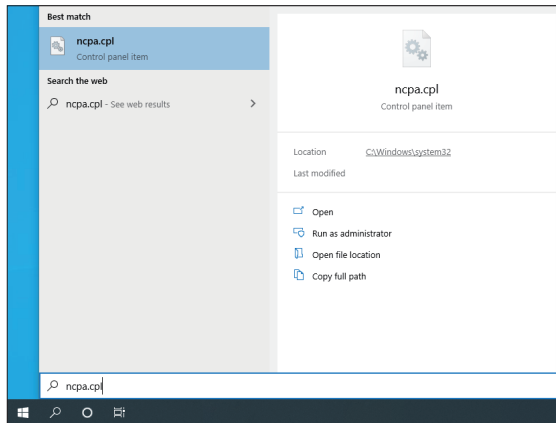 Best match
ncpa.cpl
Control panel item
Search the web
ncpa.cpl - See web results
ncpa.cpl
Control panel item
Location C:\Windows\system32
Last modified
Open
Run as administrator
Open file location
Copy full path
ncpa.cpl